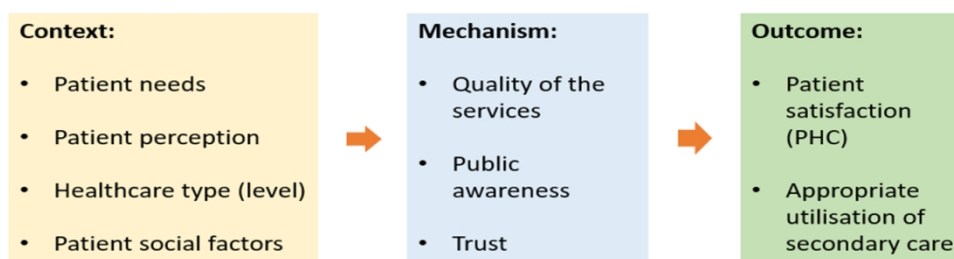 Context:
• Patient needs
• Patient perception
• Healthcare type (level)
• Patient social factors
Mechanism:
• Quality of the
services
• Public
awareness
• Trust
Outcome:
• Patient
satisfaction
(PHC)
• Appropriate
utilisation of
secondary care